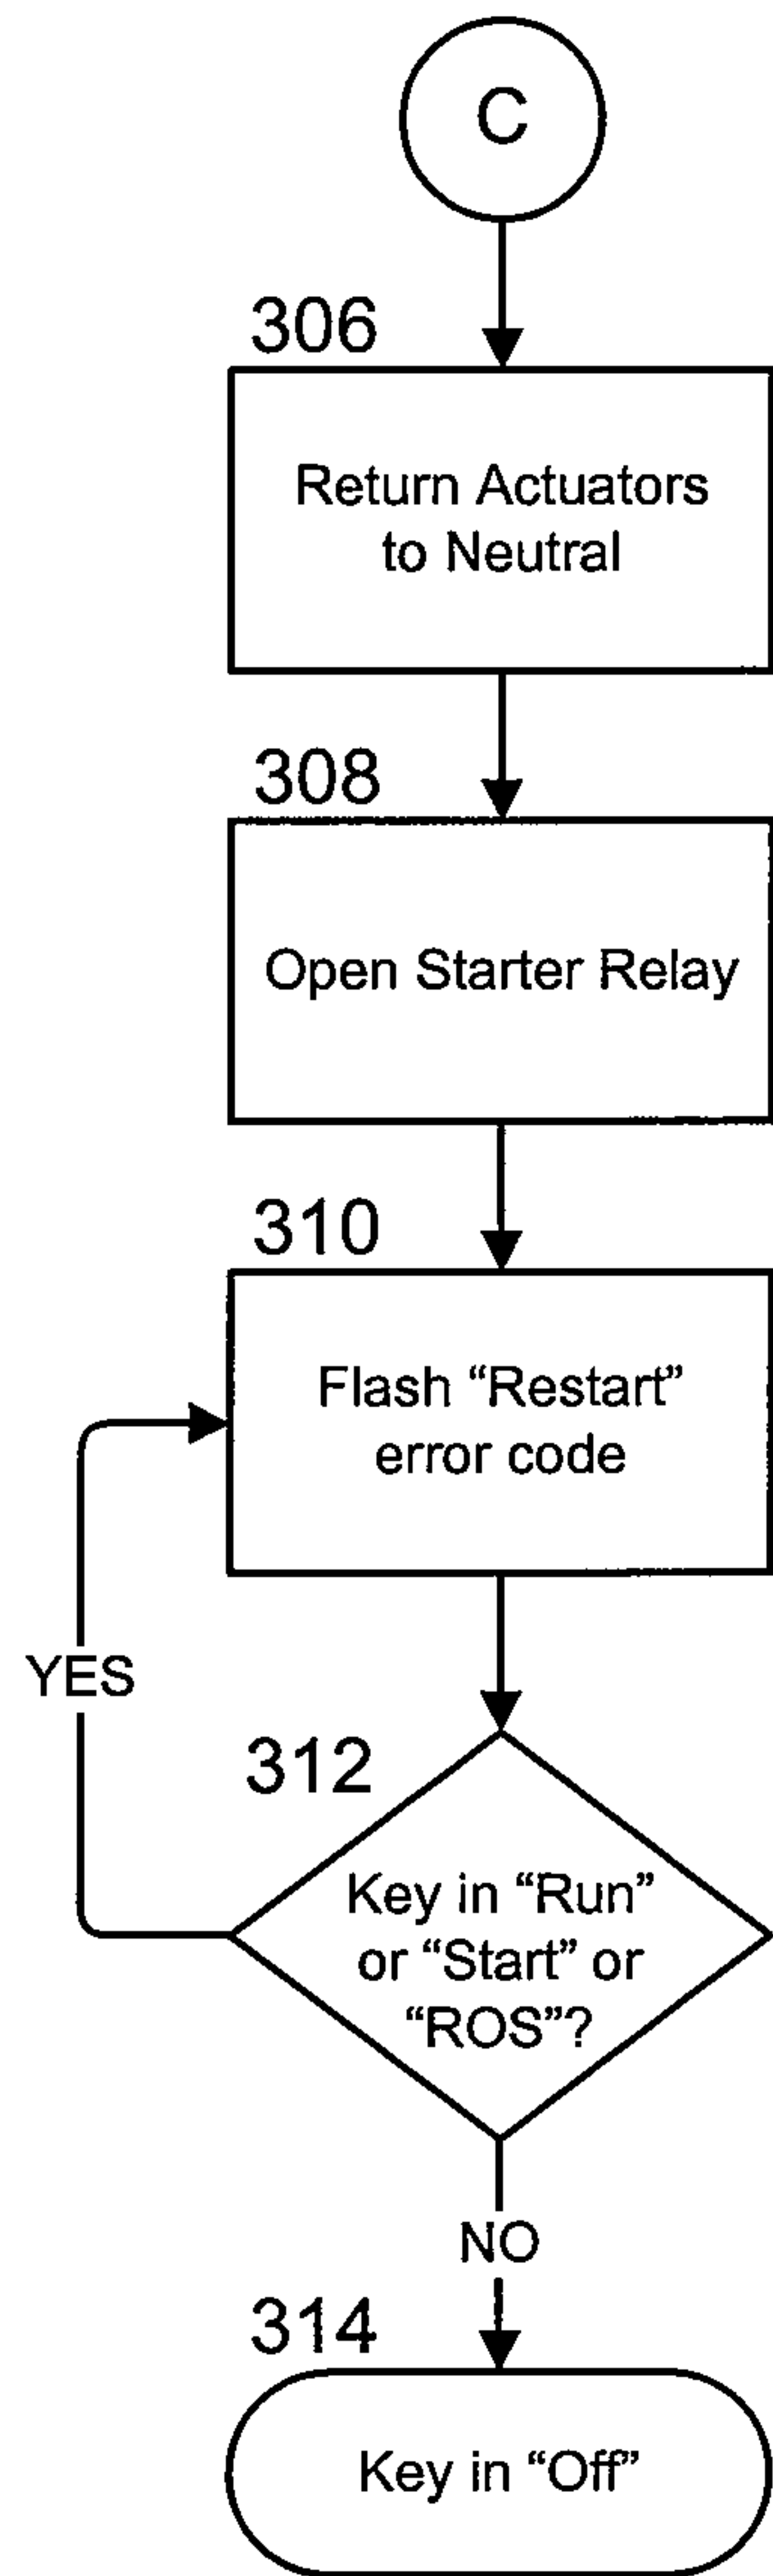 C
306
Return Actuators
to Neutral
308
Open Starter Relay
310
Flash “Restart”
error code
YES
312
Key in “Run”
or “Start” or
“ROS”?
NO
314
Key in “Off”